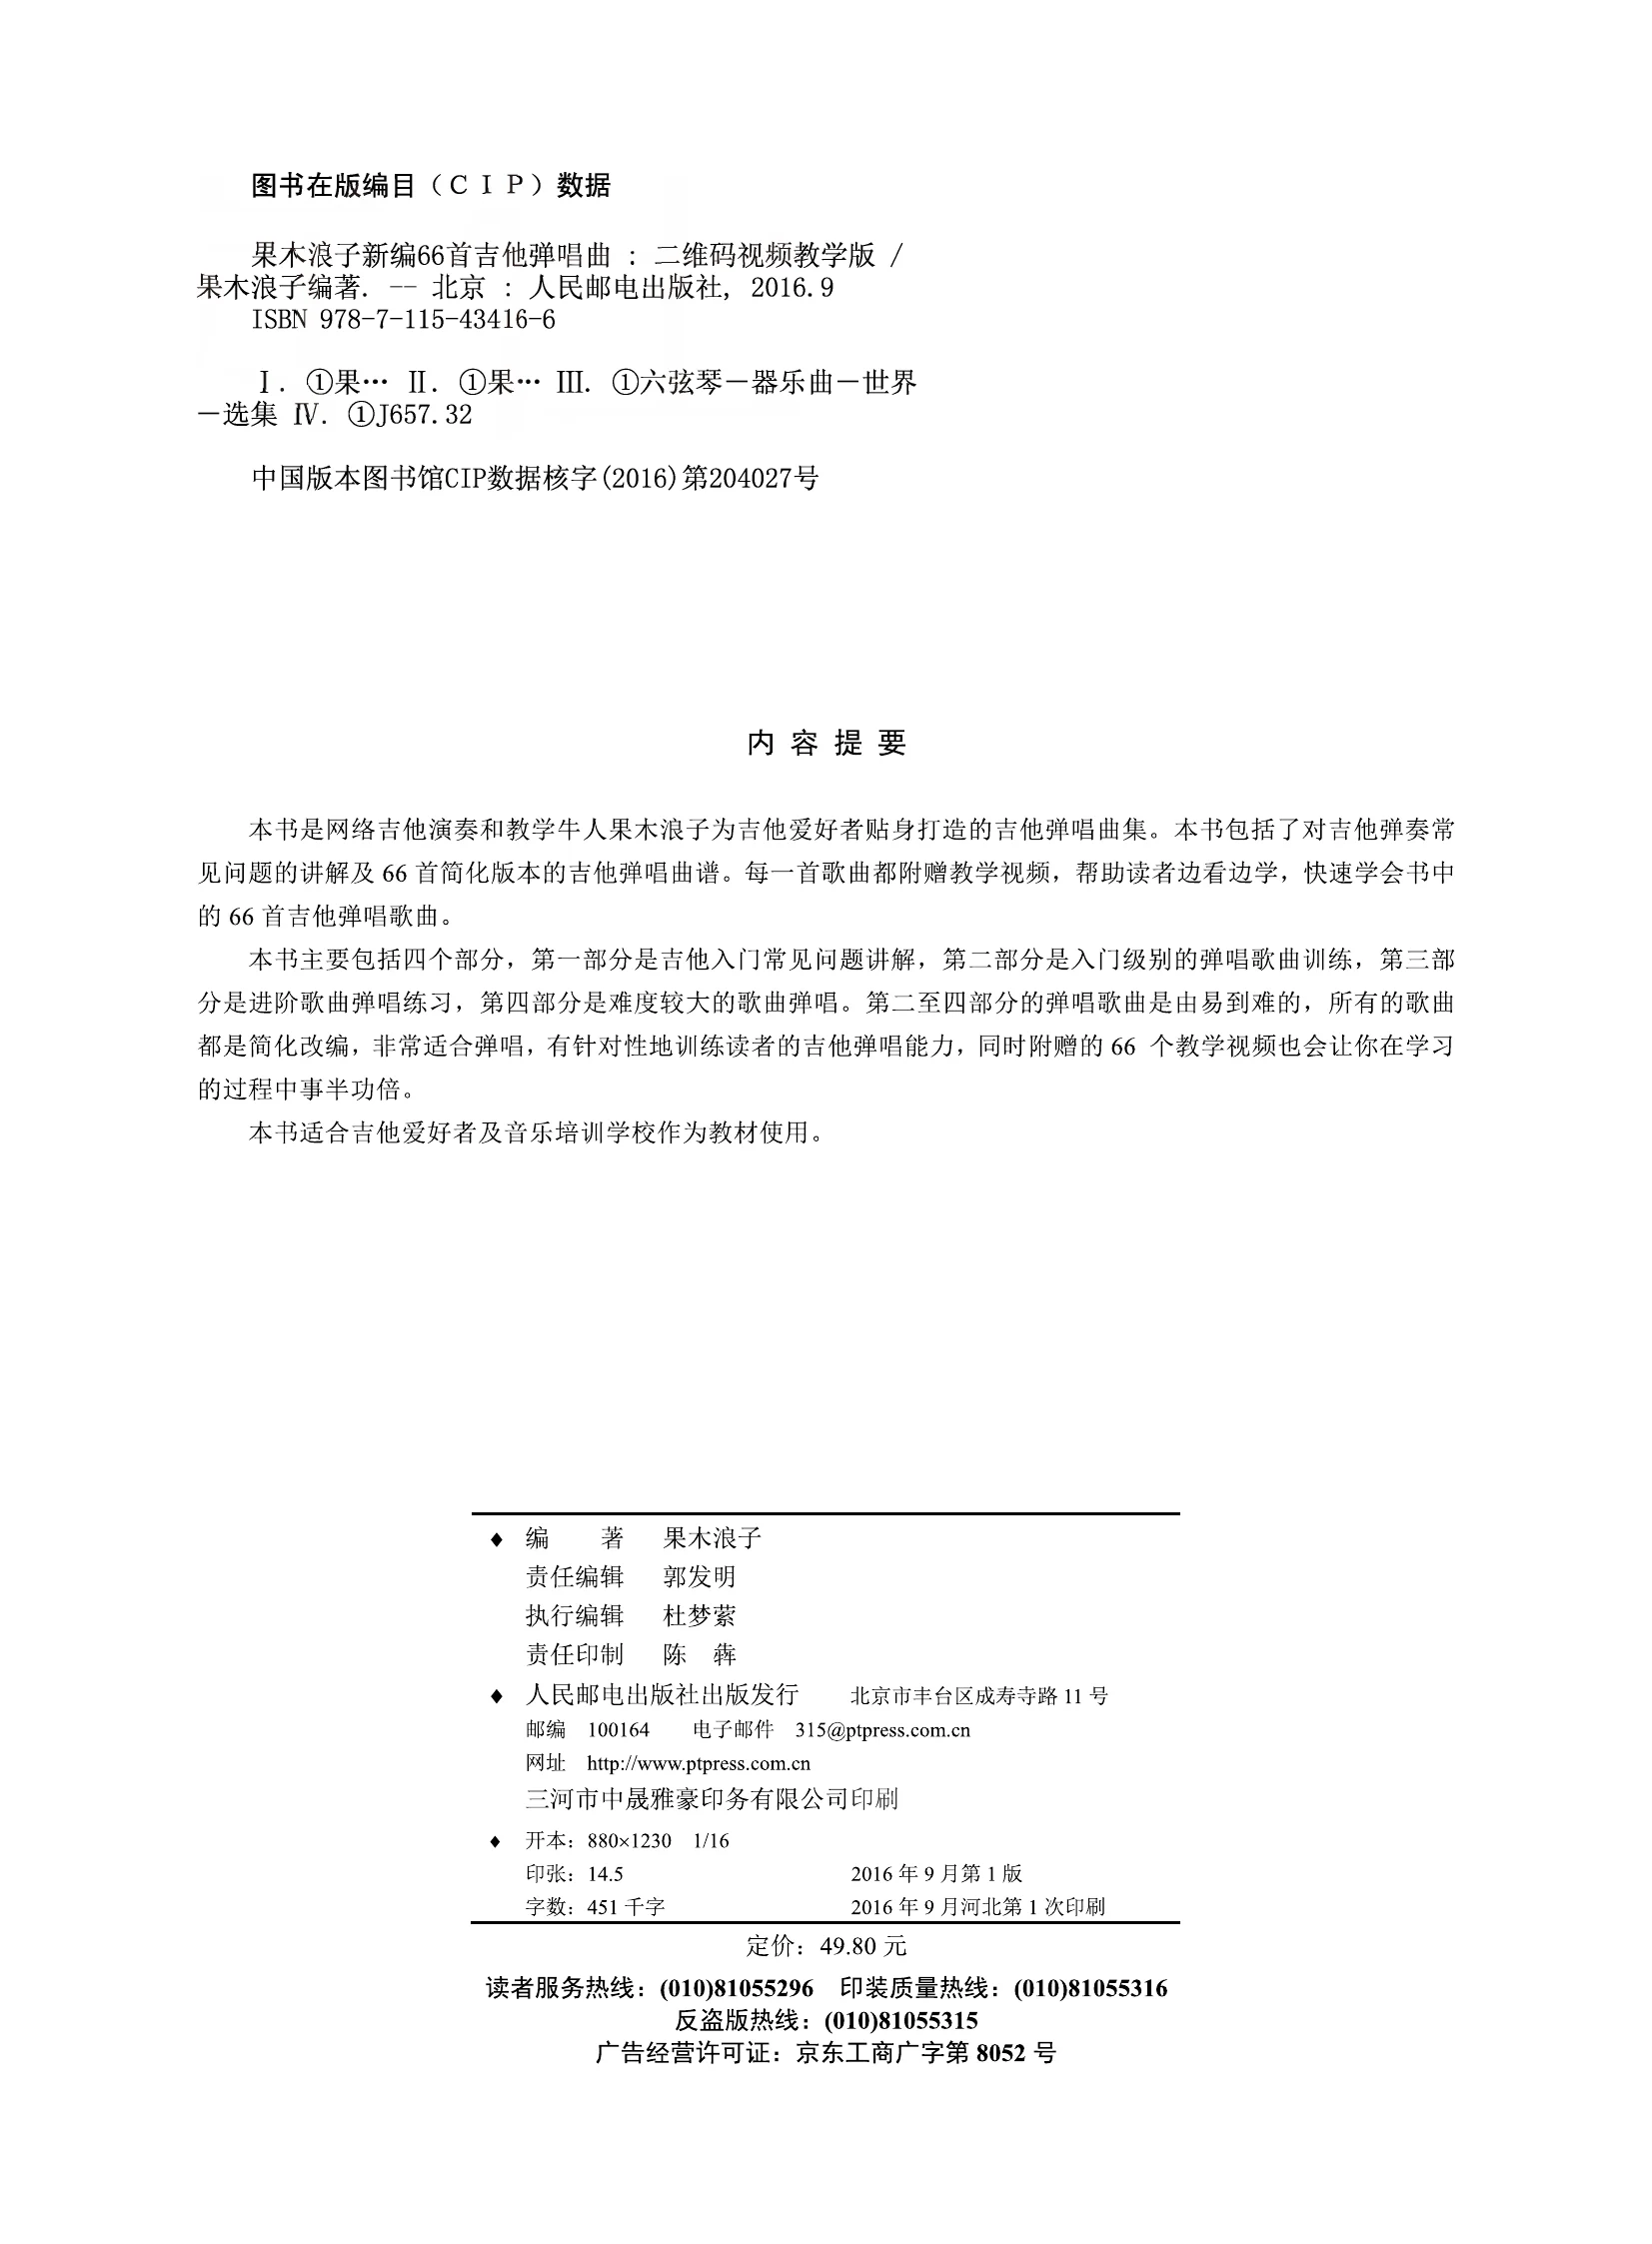 图书在版编目（ＣＩＰ）数据
果木浪子新编66首吉他弹唱曲 : 二维码视频教学版 /
果木浪子编著. -- 北京 : 人民邮电出版社, 2016.9
ISBN 978-7-115-43416-6
Ⅰ. ①果… Ⅱ. ①果… Ⅲ. ①六弦琴－器乐曲－世界
－选集 Ⅳ. ①J657.32
中国版本图书馆CIP数据核字(2016)第204027号
内 容 提 要
本书是网络吉他演奏和教学牛人果木浪子为吉他爱好者贴身打造的吉他弹唱曲集。本书包括了对吉他弹奏常
见问题的讲解及 66 首简化版本的吉他弹唱曲谱。每一首歌曲都附赠教学视频，帮助读者边看边学，快速学会书中
的 66 首吉他弹唱歌曲。
本书主要包括四个部分，第一部分是吉他入门常见问题讲解，第二部分是入门级别的弹唱歌曲训练，第三部
分是进阶歌曲弹唱练习，第四部分是难度较大的歌曲弹唱。第二至四部分的弹唱歌曲是由易到难的，所有的歌曲
都是简化改编，非常适合弹唱，有针对性地训练读者的吉他弹唱能力，同时附赠的 66 个教学视频也会让你在学习
的过程中事半功倍。
本书适合吉他爱好者及音乐培训学校作为教材使用。
♦ 编 著 果木浪子
责任编辑 郭发明
执行编辑 杜梦萦
责任印制 陈 犇
♦ 人民邮电出版社出版发行 北京市丰台区成寿寺路 11 号
邮编 100164 电子邮件 315@ptpress.com.cn
网址 http://www.ptpress.com.cn
三河市中晟雅豪印务有限公司印刷
♦ 开本：880×1230 1/16
印张：14.5 2016 年 9 月第 1 版
字数：451 千字 2016 年 9 月河北第 1 次印刷
定价：49.80 元
读者服务热线：(010)81055296 印装质量热线：(010)81055316
反盗版热线：(010)81055315
广告经营许可证：京东工商广字第 8052 号